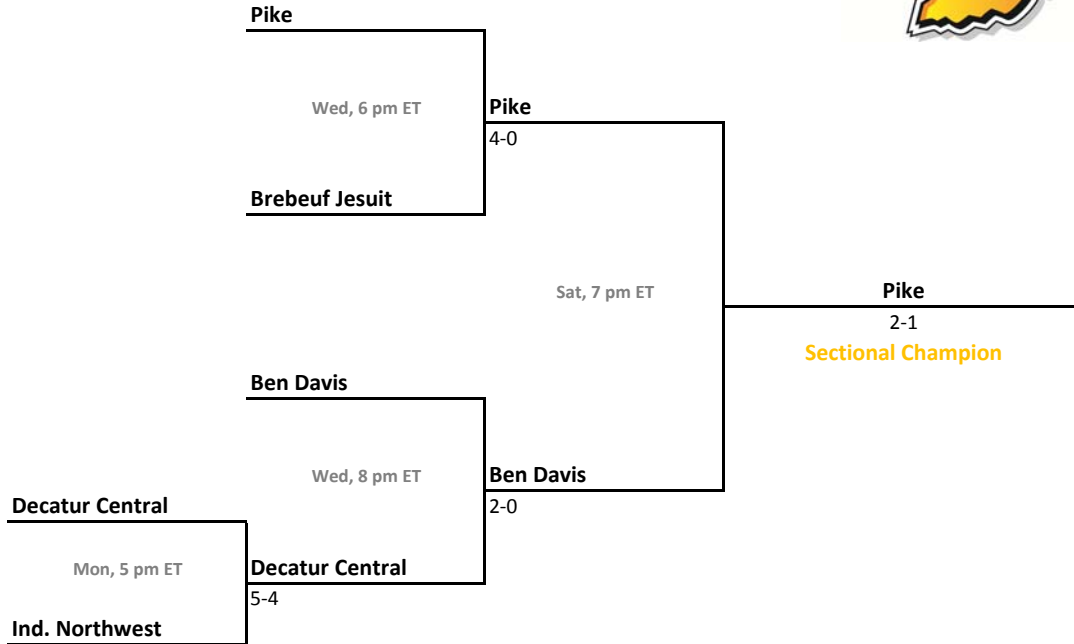 Pike
Wed, 6 pm ET
Pike
4-0
Brebeuf Jesuit
Sat, 7 pm ET
Pike
2-1
Sectional Champion
Ben Davis
Wed, 8 pm ET
Ben Davis
2-0
Decatur Central
Mon, 5 pm ET
Decatur Central
5-4
Ind. Northwest